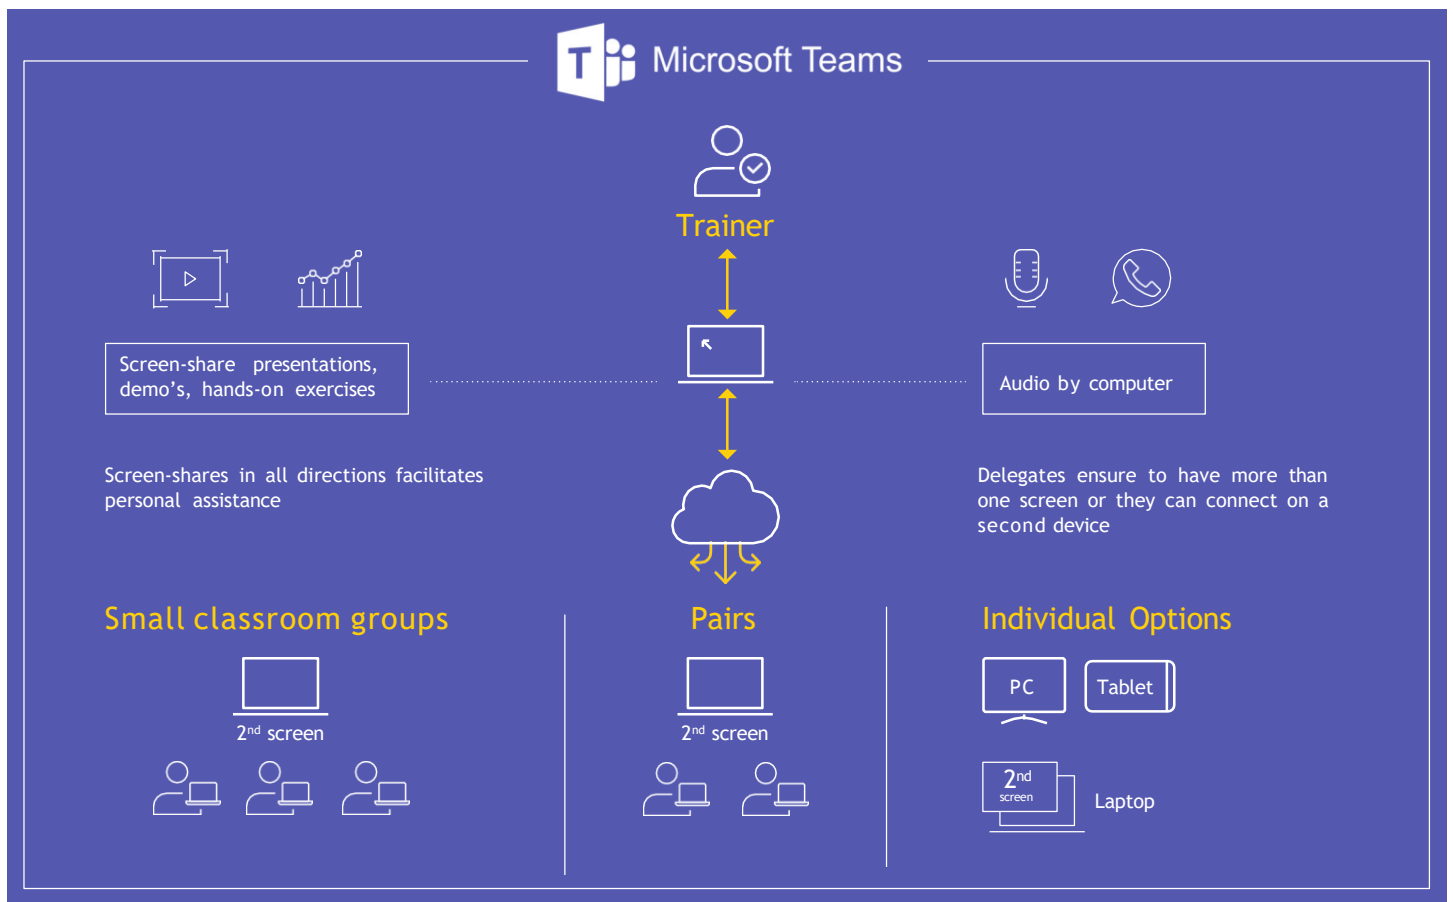 Microsoft Teams
Trainer
Screen-share presentations,
demo's, hands-on exercises
Audio by computer
Screen-shares in all directions facilitates
personal assistance
Delegates ensure to have more than
one screen or they can connect on a
second device
Small classroom groups
2nd screen
Pairs
2nd screen
Individual Options
PC
Tablet
2nd
screen
Laptop